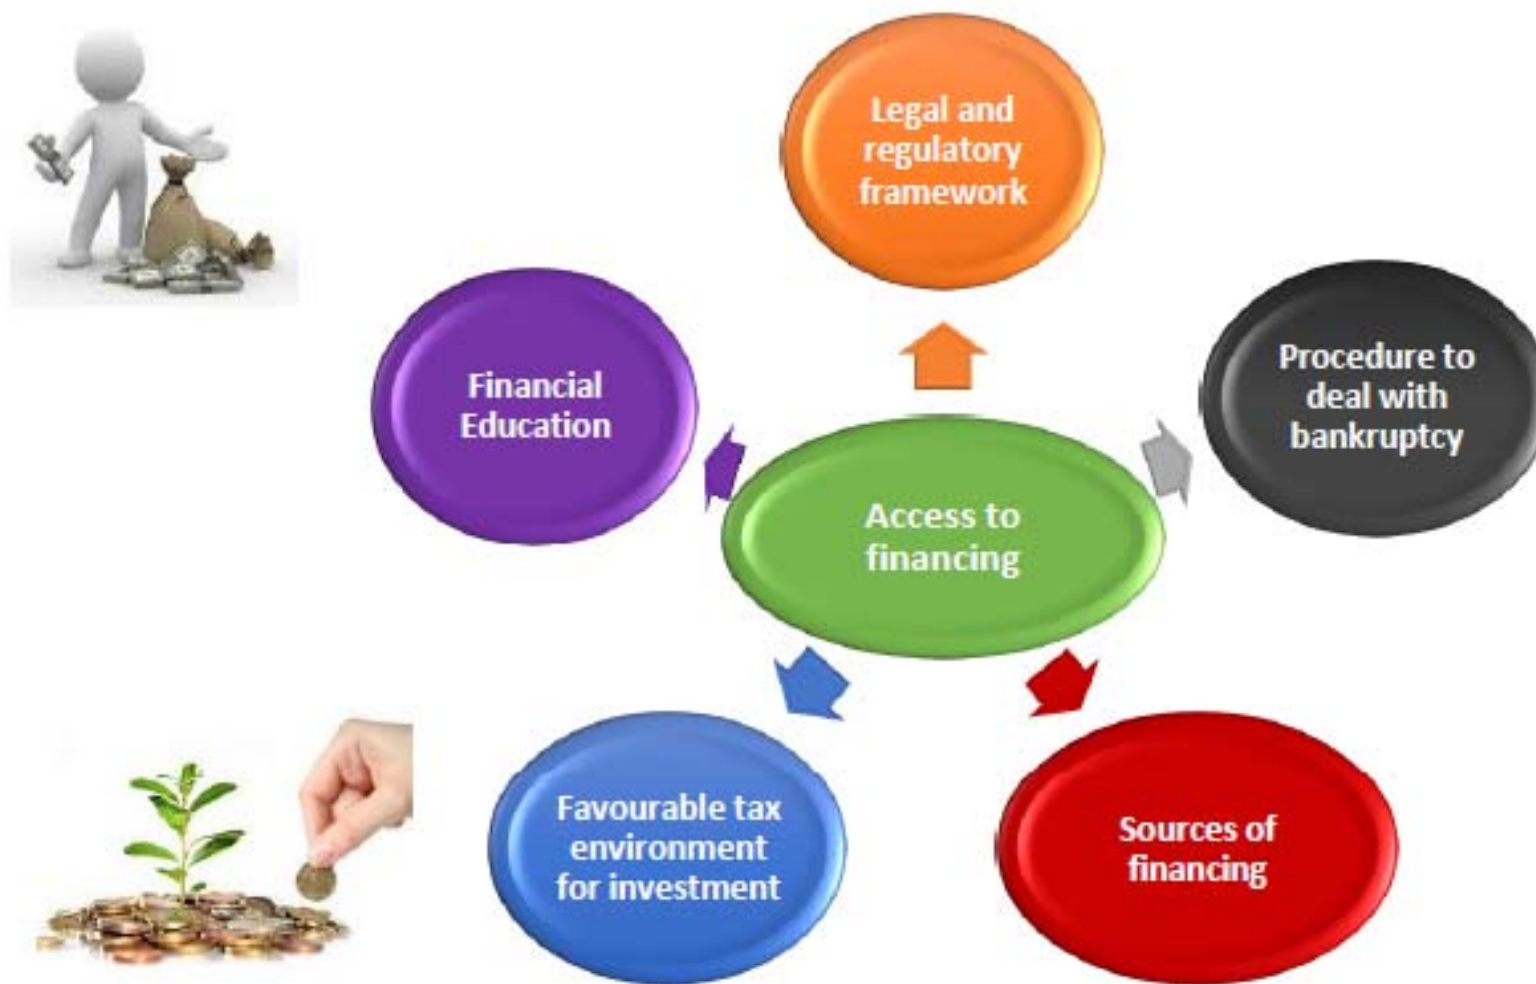 Legal and
regulatory
framework
Financial
Education
Procedure to
deal with
bankruptcy
Access to
financing
Favourable tax
environment
for investment
Sources of
financing